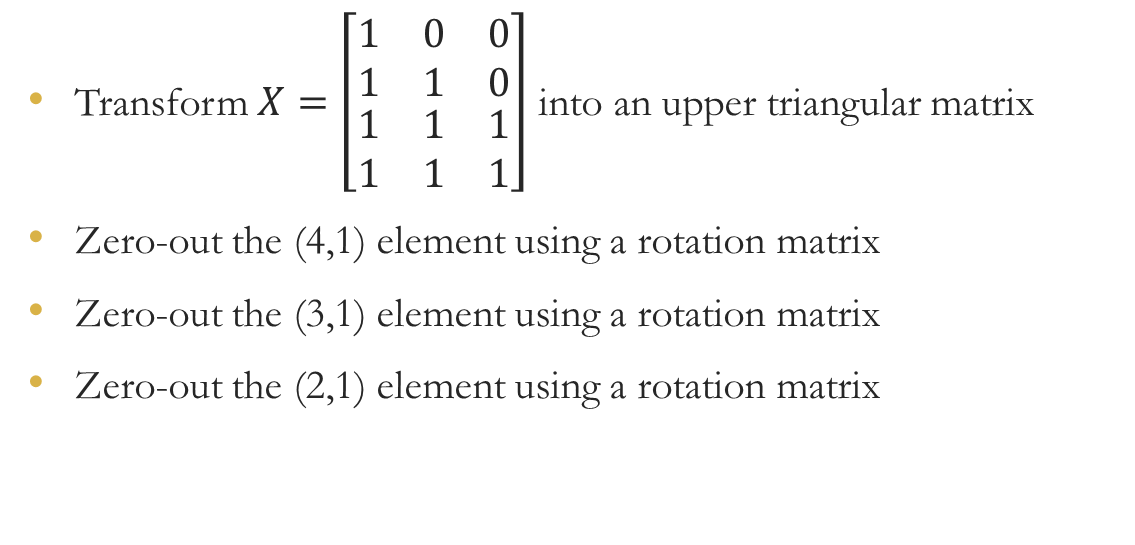 • Transform X = [1 0 0
1 1 0
1 1 1
1 1 1] into an upper triangular matrix
• Zero-out the (4,1) element using a rotation matrix
• Zero-out the (3,1) element using a rotation matrix
• Zero-out the (2,1) element using a rotation matrix